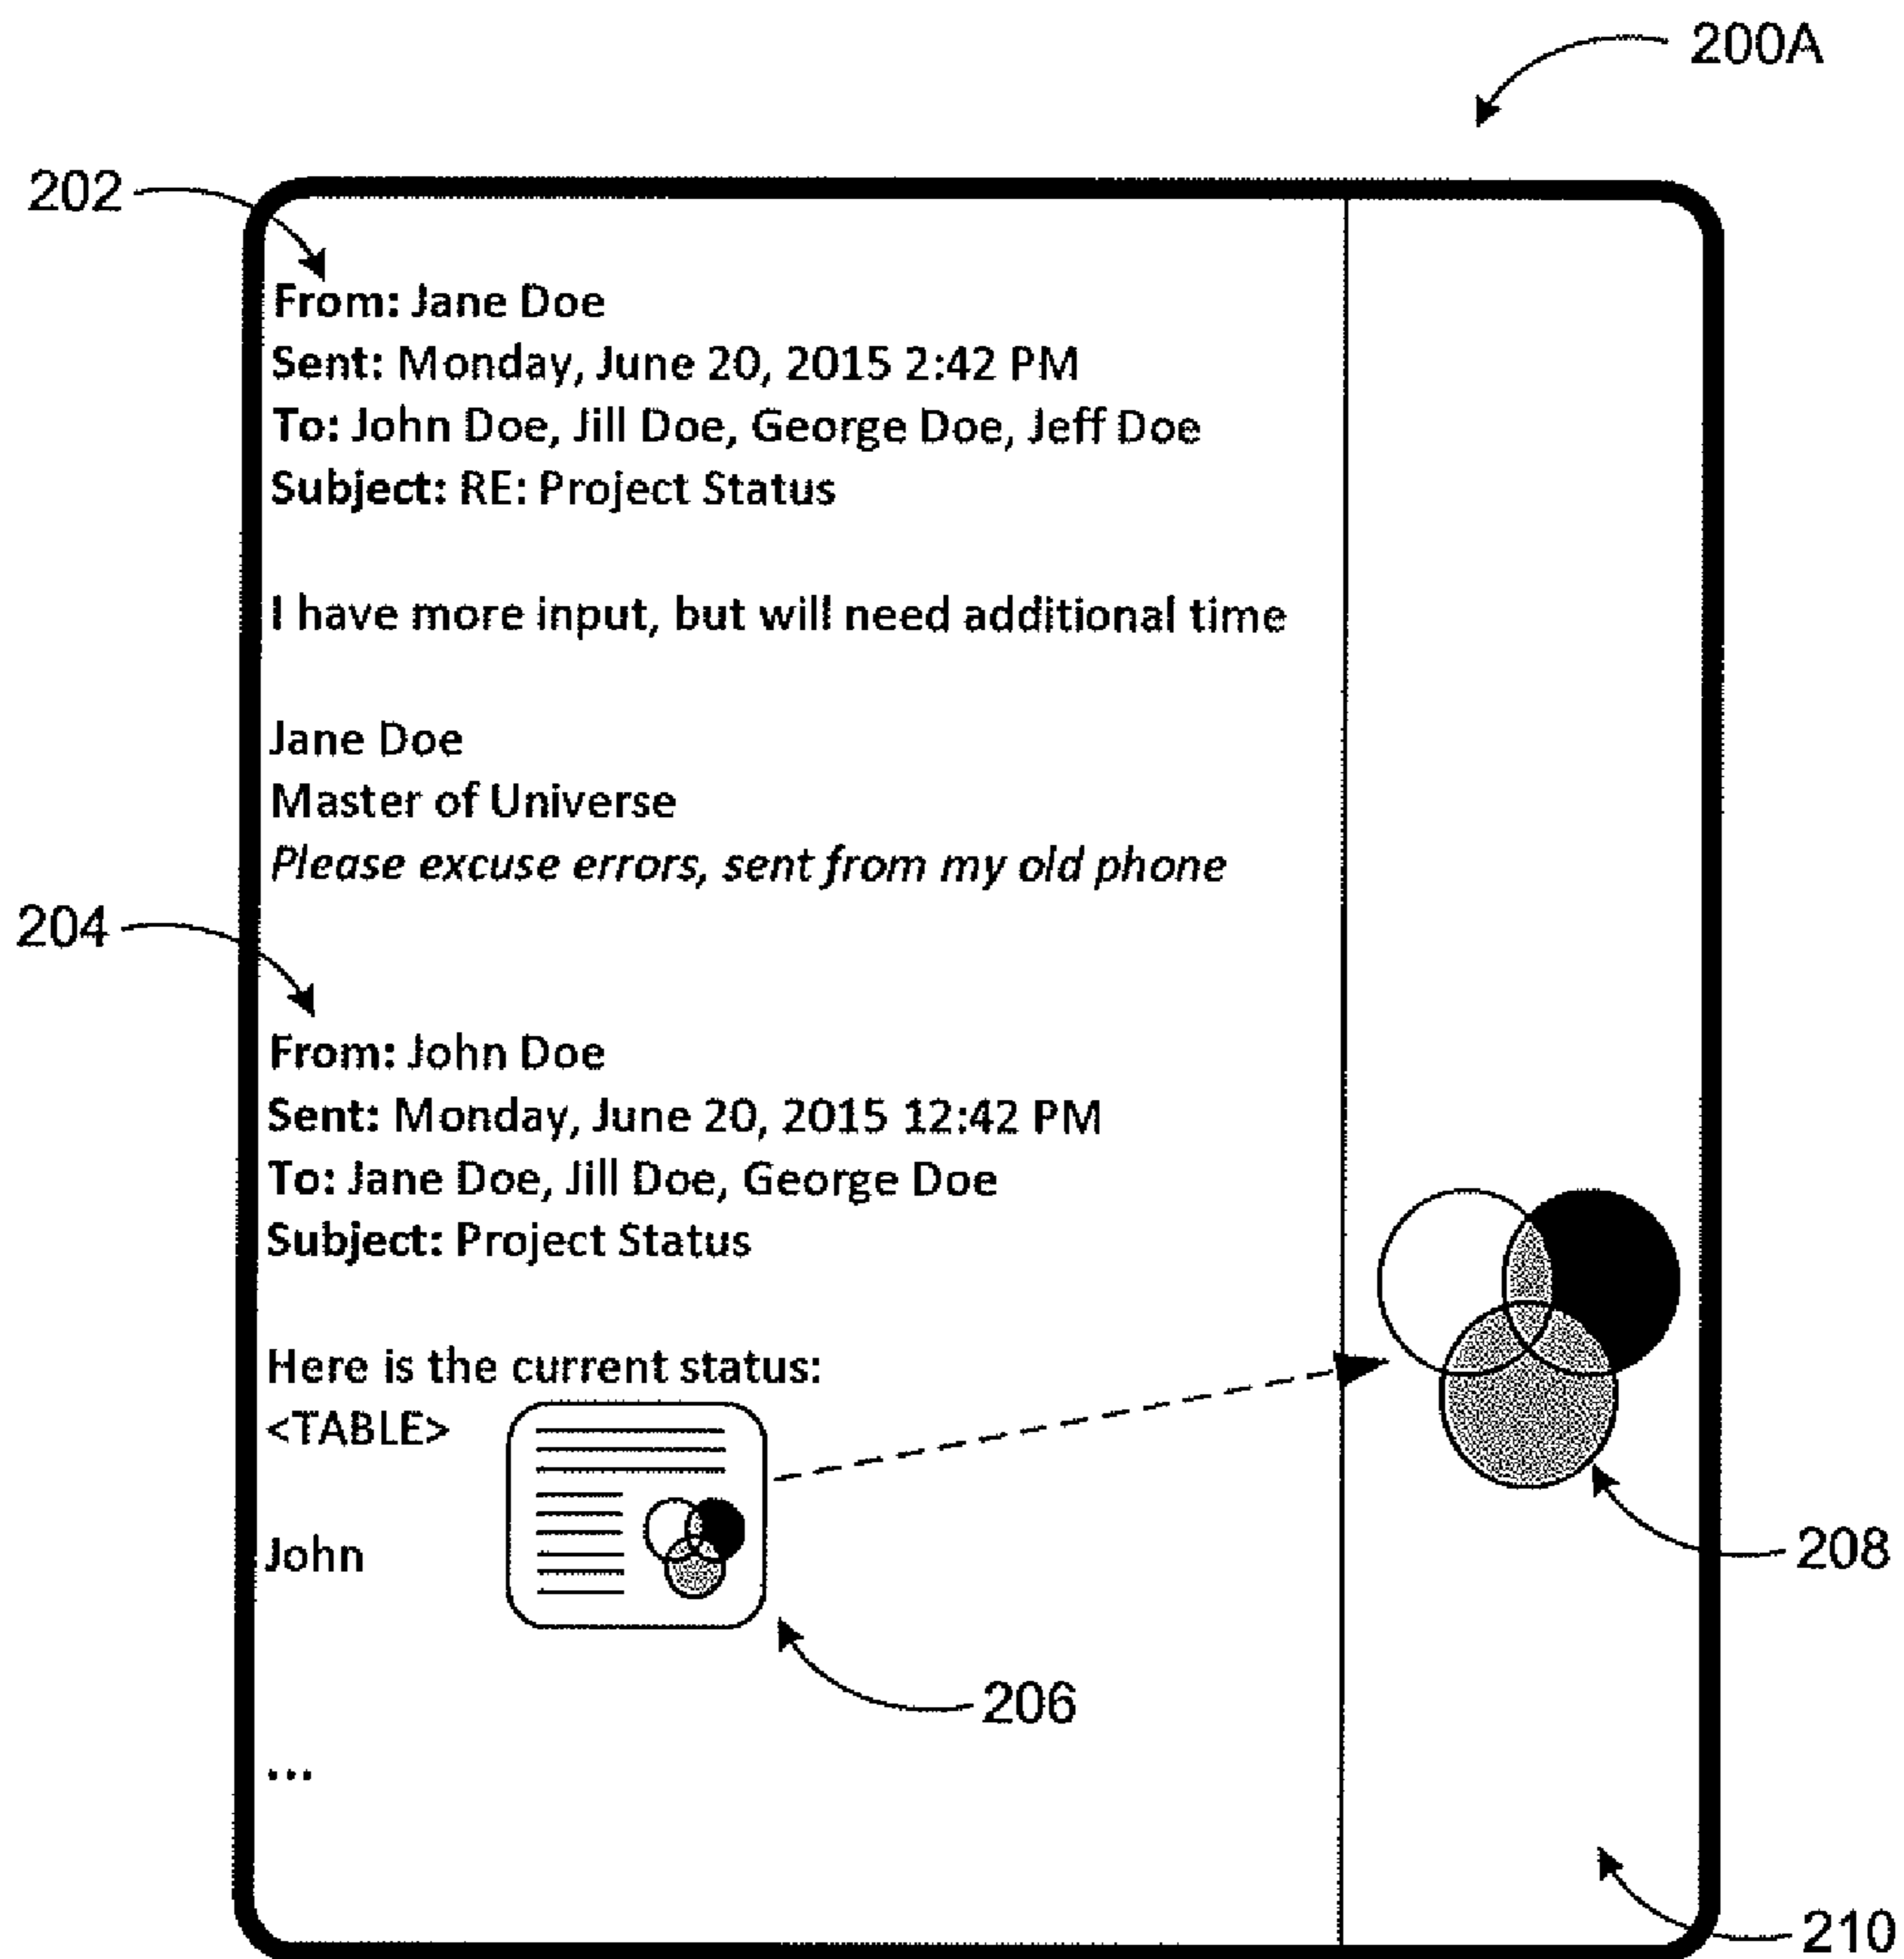 200A
202
From: Jane Doe
Sent: Monday, June 20, 2015 2:42 PM
To: John Doe, Jill Doe, George Doe, Jeff Doe
Subject: RE: Project Status
I have more input, but will need additional time
Jane Doe
Master of Universe
Please excuse errors, sent from my old phone
204
From: John Doe
Sent: Monday, June 20, 2015 12:42 PM
To: Jane Doe, Jill Doe, George Doe
Subject: Project Status
Here is the current status:
<TABLE>
John
208
206
...
210